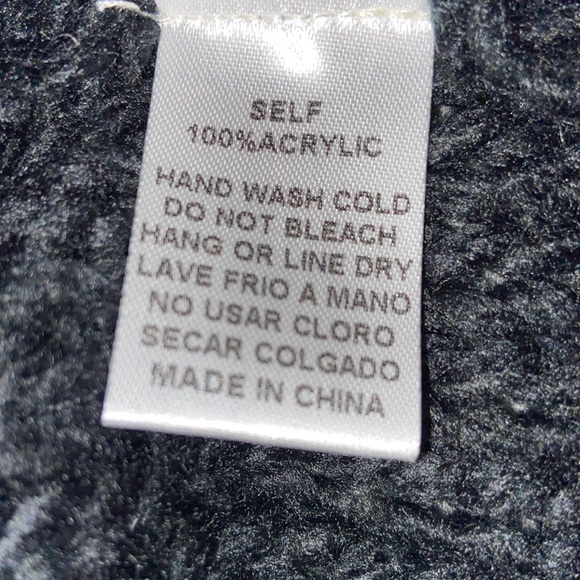 SELF
100%ACRYLIC
HAND WASH COLD
DO NOT BLEACH
HANG OR LINE DRY
LAVE FRIO A MANO
NO USAR CLORO
SECAR COLGADO
MADE IN CHINA